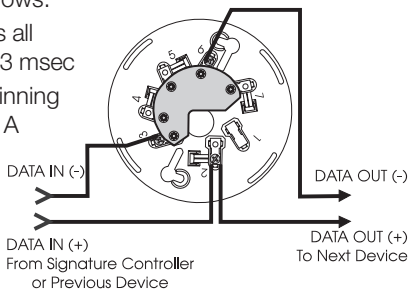 ows.
s all
3 msec
inning
A
5
6
4
7
3
1
2
DATA IN (-)
DATA OUT (-)
DATA IN (+)
From Signature Controller
or Previous Device
DATA OUT (+)
To Next Device